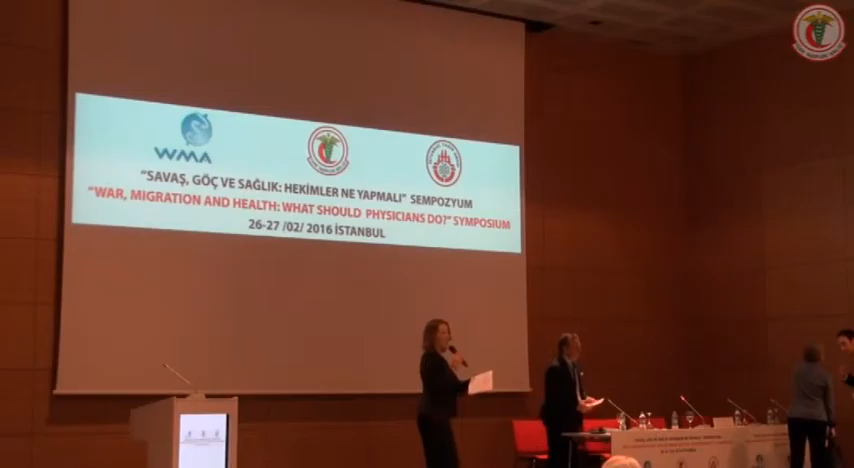 WMA
"SAVAŞ, GÖÇ VE SAĞLIK: HEKİMLER NE YAPMALI" SEMPOZYUM
"WAR, MIGRATION AND HEALTH: WHAT SHOULD PHYSICIANS DO?" SYMPOSIUM
26-27 /02/ 2016 İSTANBUL